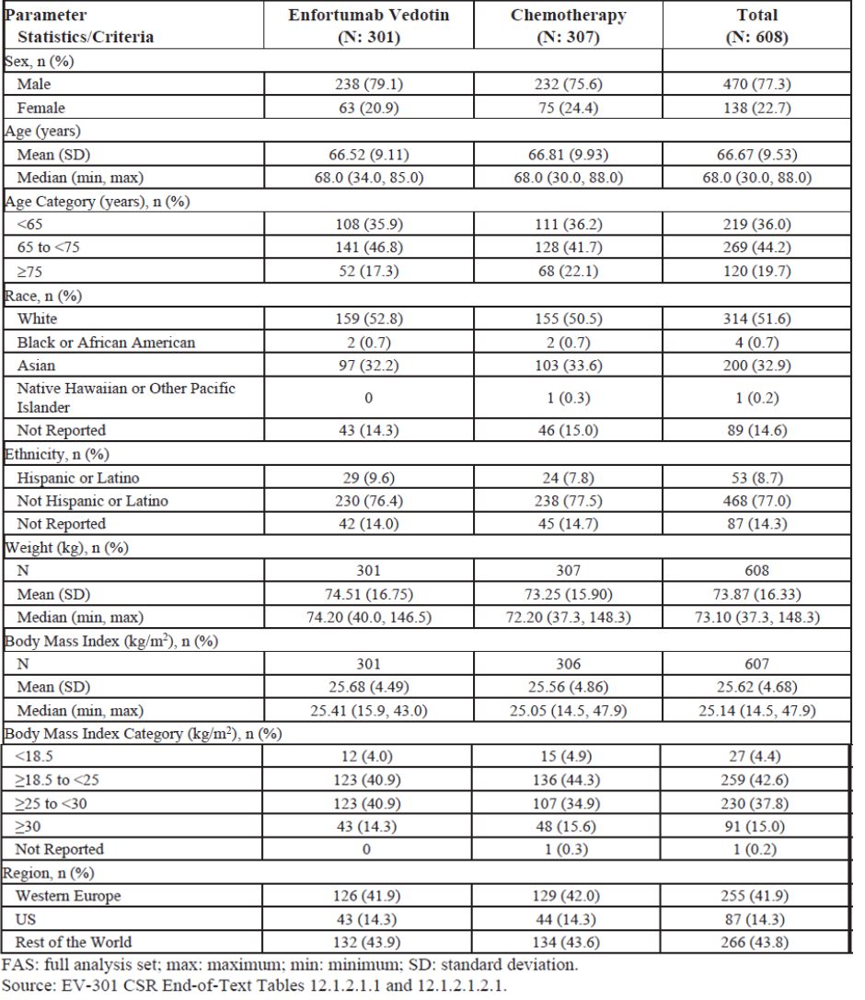 Parameter Enfortumab Vedotin Chemotherapy Total
Statistics/Criteria (N: 301) (N: 307) (N: 608)
Sex, n (%)
Male 238 (79.1) 232 (75.6) 470 (77.3)
Female 63 (20.9) 75 (24.4) 138 (22.7)
Age (years)
Mean (SD) 66.52 (9.11) 66.81 (9.93) 66.67 (9.53)
Median (min, max) 68.0 (34.0, 85.0) 68.0 (30.0, 88.0) 68.0 (30.0, 88.0)
Age Category (years), n (%)
<65 108 (35.9) 111 (36.2) 219 (36.0)
65 to <75 141 (46.8) 128 (41.7) 269 (44.2)
≥75 52 (17.3) 68 (22.1) 120 (19.7)
Race, n (%)
White 159 (52.8) 155 (50.5) 314 (51.6)
Black or African American 2 (0.7) 2 (0.7) 4 (0.7)
Asian 97 (32.2) 103 (33.6) 200 (32.9)
Native Hawaiian or Other Pacific
Islander 0 1 (0.3) 1 (0.2)
Not Reported 43 (14.3) 46 (15.0) 89 (14.6)
Ethnicity, n (%)
Hispanic or Latino 29 (9.6) 24 (7.8) 53 (8.7)
Not Hispanic or Latino 230 (76.4) 238 (77.5) 468 (77.0)
Not Reported 42 (14.0) 45 (14.7) 87 (14.3)
Weight (kg), n (%)
N 301 307 608
Mean (SD) 74.51 (16.75) 73.25 (15.90) 73.87 (16.33)
Median (min, max) 74.20 (40.0, 146.5) 72.20 (37.3, 148.3) 73.10 (37.3, 148.3)
Body Mass Index (kg/m²), n (%)
N 301 306 607
Mean (SD) 25.68 (4.49) 25.56 (4.86) 25.62 (4.68)
Median (min, max) 25.41 (15.9, 43.0) 25.05 (14.5, 47.9) 25.14 (14.5, 47.9)
Body Mass Index Category (kg/m²), n (%)
<18.5 12 (4.0) 15 (4.9) 27 (4.4)
≥18.5 to <25 123 (40.9) 136 (44.3) 259 (42.6)
≥25 to <30 123 (40.9) 107 (34.9) 230 (37.8)
≥30 43 (14.3) 48 (15.6) 91 (15.0)
Not Reported 0 1 (0.3) 1 (0.2)
Region, n (%)
Western Europe 126 (41.9) 129 (42.0) 255 (41.9)
US 43 (14.3) 44 (14.3) 87 (14.3)
Rest of the World 132 (43.9) 134 (43.6) 266 (43.8)
FAS: full analysis set; max: maximum; min: minimum; SD: standard deviation.
Source: EV-301 CSR End-of-Text Tables 12.1.2.1.1 and 12.1.2.1.2.1.